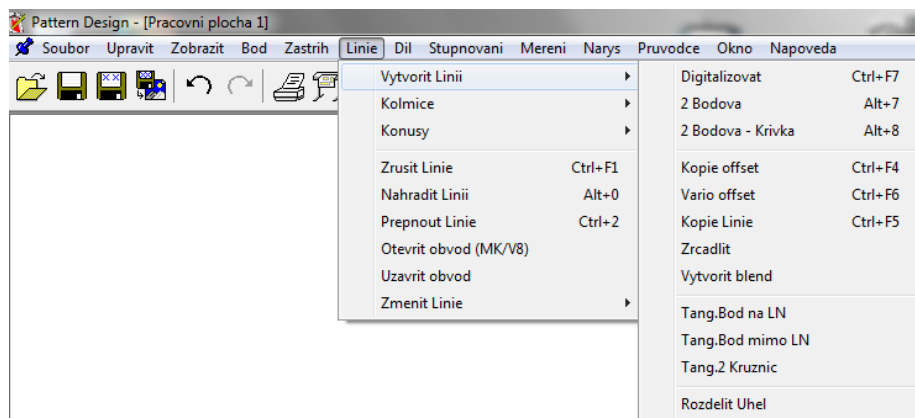 Pattern Design - [Pracovni plocha 1]
Soubor Upravit Zobrazit Bod Zastrih Linie Dil Stupnovani Mereni Narys Pruvodce Okno Napoveda
Vytvorit Linii
Kolmice
Konusy
Zrusit Linie Ctrl+F1
Nahradit Linii Alt+0
Prepnout Linie Ctrl+2
Otevrit obvod (MK/V8)
Uzavrit obvod
Zmenit Linie
Digitalizovat Ctrl+F7
2 Bodova Alt+7
2 Bodova - Krivka Alt+8
Kopie offset Ctrl+F4
Vario offset Ctrl+F6
Kopie Linie Ctrl+F5
Zrcadlit
Vytvorit blend
Tang.Bod na LN
Tang.Bod mimo LN
Tang.2 Kruznic
Rozdelit Uhel